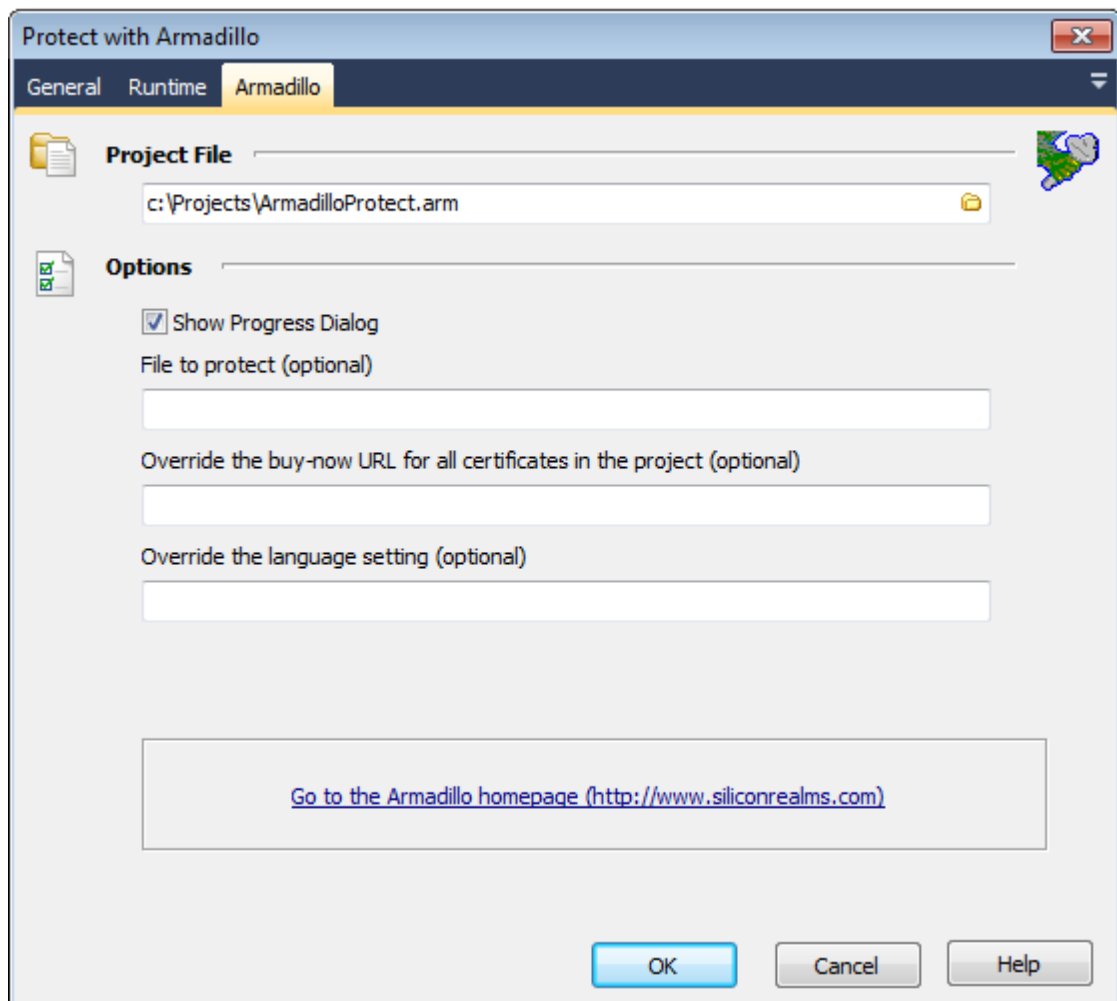 Protect with Armadillo
General Runtime Armadillo
Project File
c:\Projects\ArmadilloProtect.arm
Options
Show Progress Dialog
File to protect (optional)
Override the buy-now URL for all certificates in the project (optional)
Override the language setting (optional)
Go to the Armadillo homepage (http://www.siliconrealms.com)
OK Cancel Help